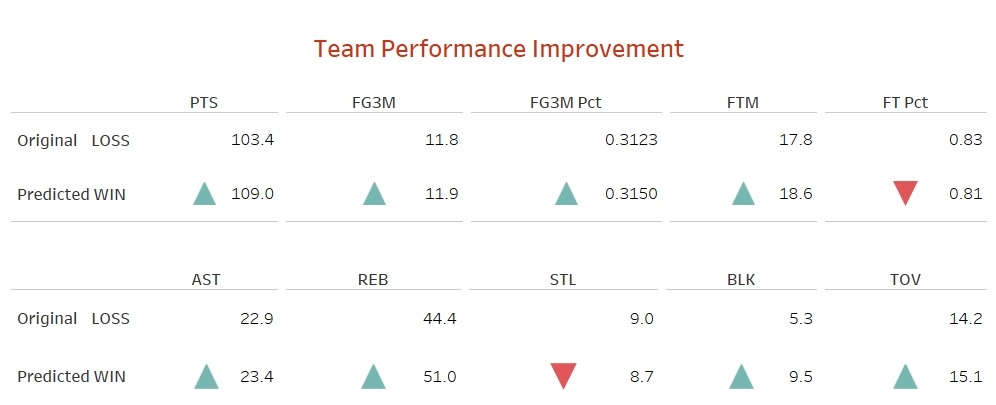 Team Performance Improvement
PTS FG3M FG3M Pct FTM FT Pct
Original LOSS 103.4 11.8 0.3123 17.8 0.83
Predicted WIN 109.0 11.9 0.3150 18.6 0.81
AST REB STL BLK TOV
Original LOSS 22.9 44.4 9.0 5.3 14.2
Predicted WIN 23.4 51.0 8.7 9.5 15.1